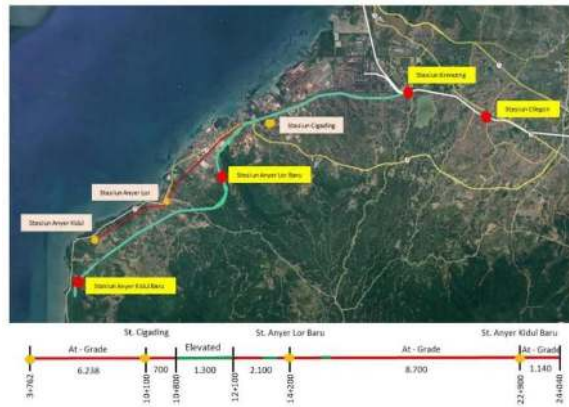 Stasiun Krenceng
Stasiun Cilegon
Stasiun Cigading
Stasiun Anyer Lor Baru
Stasiun Anyer Lor
Stasiun Anyer Kidul
Stasiun Anyer Kidul Baru
St. Cigading
St. Anyer Lor Baru
St. Anyer Kidul Baru
At - Grade
Elevated
At - Grade
At - Grade
6.238
700
1.300
2.100
8.700
1.140
3+762
10+100
10+800
12+100
14+200
22+900
24+040